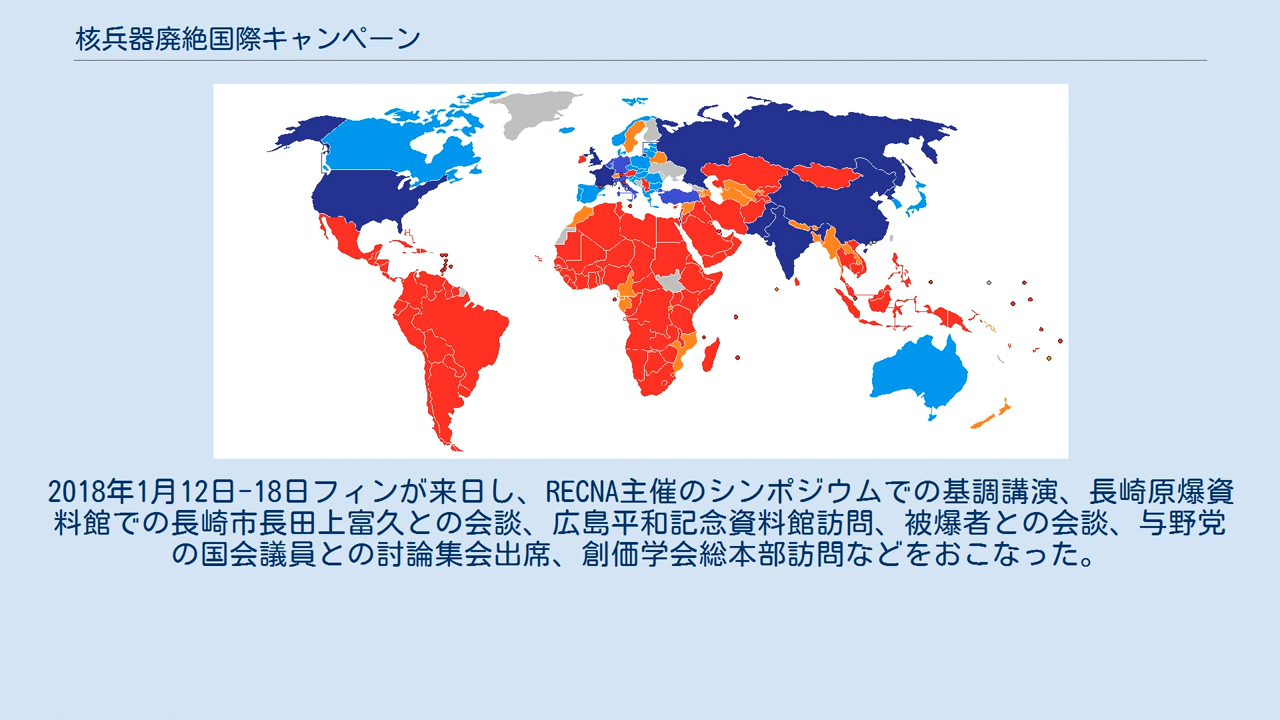 核兵器廃絶国際キャンペーン
2018年1月12日-18日フィンが来日し、RECNA主催のシンポジウムでの基調講演、長崎原爆資
料館での長崎市長田上富久との会談、広島平和記念資料館訪問、被爆者との会談、与野党
の国会議員との討論集会出席、創価学会総本部訪問などをおこなった。